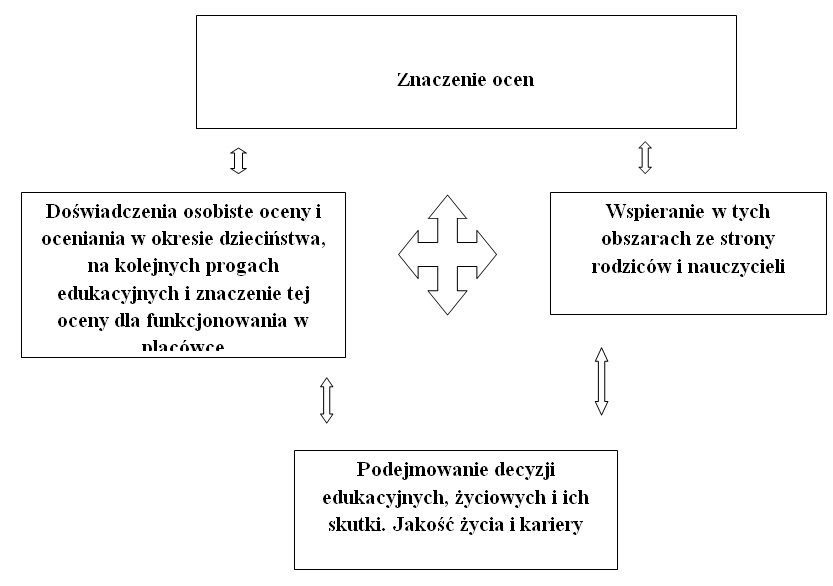 Znaczenie ocen
Doświadczenia osobiste oceny i
oceniania w okresie dzieciństwa,
na kolejnych progach
edukacyjnych i znaczenie tej
oceny dla funkcjonowania w
placówce
Wspieranie w tych
obszarach ze strony
rodziców i nauczycieli
Podejmowanie decyzji
edukacyjnych, życiowych i ich
skutki. Jakość życia i kariery